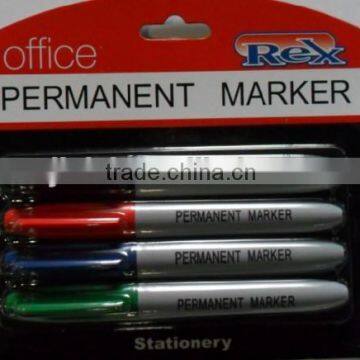 office
Rex
PERMANENT MARKER
trade.china.cn
PERMANENT MARKER
PERMANENT MARKER
PERMANENT MARKER
Stationery